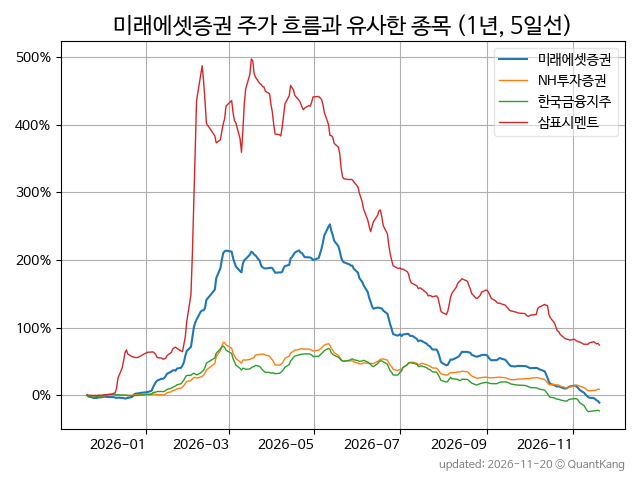 미래에셋증권 주가 흐름과 유사한 종목 (1년, 5일선)
500%
400%
300%
200%
100%
0%
미래에셋증권
NH투자증권
한국금융지주
삼표시멘트
2026-01
2026-03
2026-05
2026-07
2026-09
2026-11
updated: 2026-11-20 © QuantKang